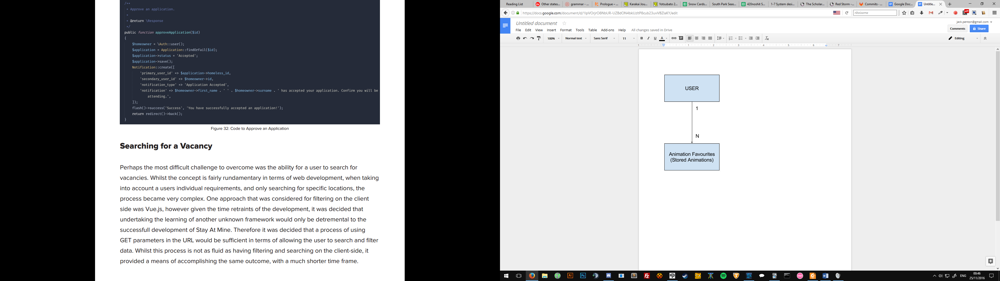 /**
* Approve an application.
*
* @return \Response
*/
public function approveApplication($id)
{
$homeowner = \Auth::user();
$application = Application::findOrFail($id);
$application->status = 'Accepted';
$application->save();
Notification::create([
'primary_user_id' => $application->homeless_id,
'secondary_user_id' => $homeowner->id,
'notification_type' => 'Application Accepted',
'notification' => $homeowner->first_name . ' ' . $homeowner->surname . ' has accepted your application. Confirm you will be
attending.',
]);
flash()->success('Success', 'You have successfully accepted an application!');
return redirect()->back();
}
Figure 32: Code to Approve an Application
Searching for a Vacancy
Perhaps the most difficult challenge to overcome was the ability for a user to search for
vacancies. Whilst the concept is fairly rundamentary in terms of web development, when taking
into account a users individual requirements, and only searching for specific locations, the
process became very complex. One approach that was considered for filtering on the client
side was Vue.js, however given the time retraints of the development, it was decided that
undertaking the learning of another unknown framework would only be detremental to the
successfull development of Stay At Mine. Therefore it was decided that a process of using
GET parameters in the URL would be sufficient in terms of allowing the user to search and filter
data. Whilst this process is not as fluid as having filtering and searching on the client-side, it
provided a means of accomplishing the same outcome, with a much shorter time frame.
Reading List Other states... grammar - ... Prologue – ... Karakai Jou... Yotsubato 2... Snow Cards... South Park Seas... 420noshit S... 1-7 System desi... The Scholar... Red Storm -... Commits · ... Google Doc... Untitle...
https://docs.google.com/document/d/1lpVOrjrO8NbUR-UZBdON4bkUzltP8cub23uvVBZlaKY/edit rikaisama off
Untitled document jack.penton@gmail.com
File Edit View Insert Format Tools Table Add-ons Help All changes saved in Drive Comments Share
100% Normal text Sans Serif 11 B I U A Editing
1 1 2 3 4 5 6 7
USER
1
N
Animation Favourites
(Stored Animations)
Ai Ps Fz osu! ENG 00:46
25/11/2016